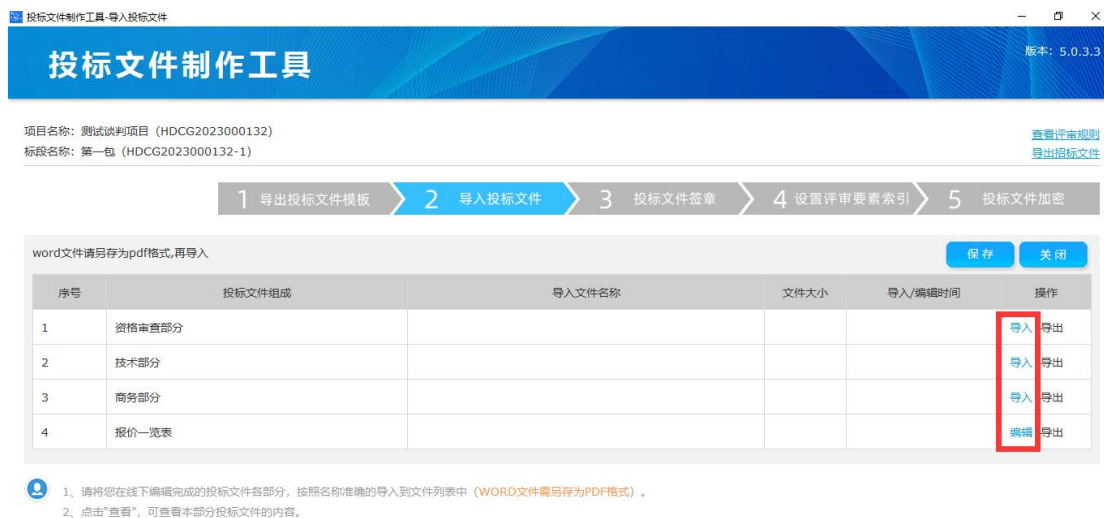 投标文件制作工具-导入投标文件
投标文件制作工具
版本：5.0.3.3
项目名称：测试谈判项目（HDCG2023000132）
查看评审规则
标段名称：第一包（HDCG2023000132-1）
导出招标文件
1 导出投标文件模板 2 导入投标文件 3 投标文件签章 4 设置评审要素索引 5 投标文件加密
word文件请另存为pdf格式,再导入 保存 关闭
序号 投标文件组成 导入文件名称 文件大小 导入/编辑时间 操作
1 资格审查部分 导入 导出
2 技术部分 导入 导出
3 商务部分 导入 导出
4 报价一览表 编辑 导出
1、请将您在线下编辑完成的投标文件各部分，按照名称准确的导入到文件列表中（WORD文件需另存为PDF格式）。
2、点击“查看”，可查看本部分投标文件的内容。